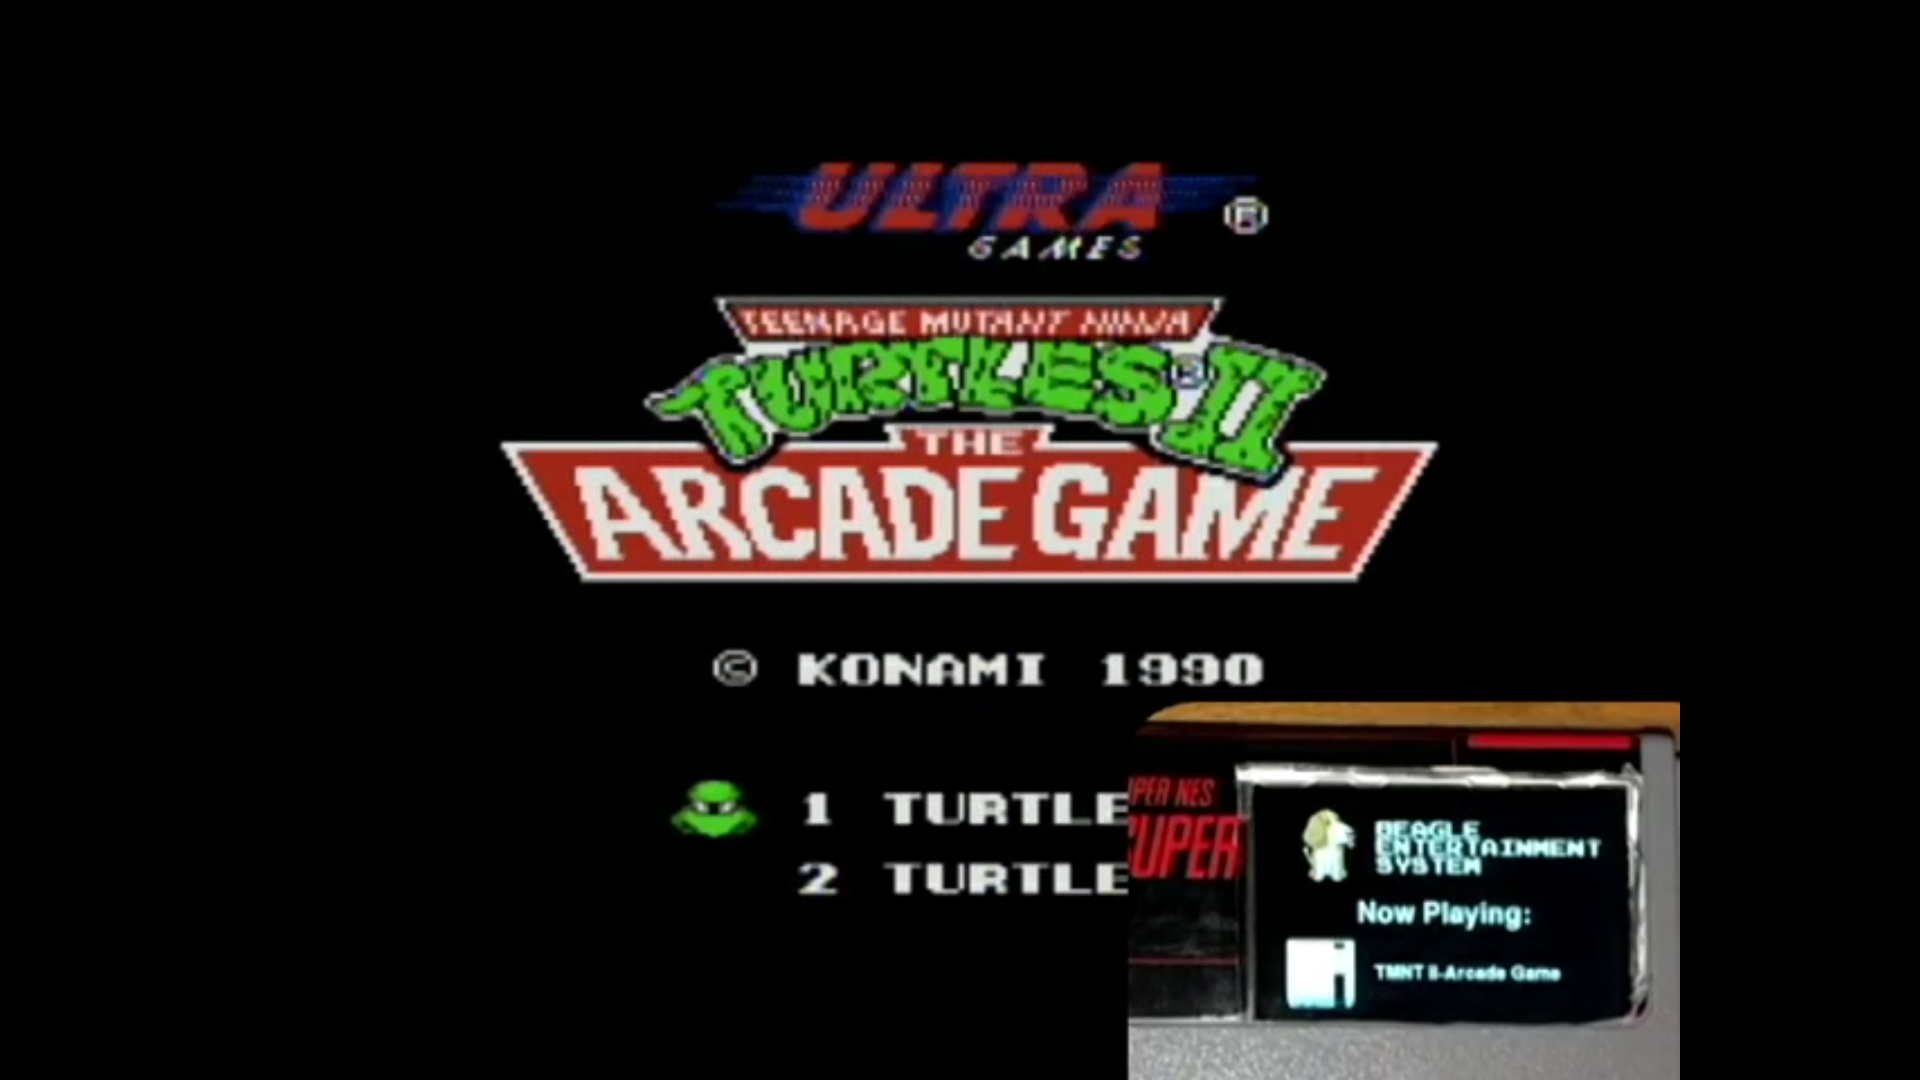 ULTRA ®
GAMES
TEENAGE MUTANT NINJA
TURTLES® II
THE
ARCADE GAME
© KONAMI 1990
1 TURTLE
2 TURTLE
PER NES
UPER
BEAGLE
ENTERTAINMENT
SYSTEM
Now Playing:
TMNT II-Arcade Game